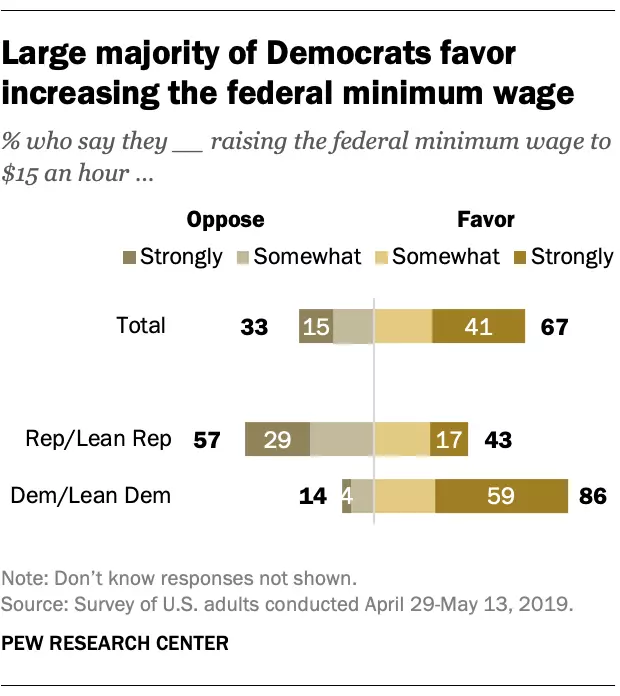 Large majority of Democrats favor
increasing the federal minimum wage
% who say they __ raising the federal minimum wage to
$15 an hour ...
Oppose Favor
Strongly Somewhat Somewhat Strongly
Total 33 15 41 67
Rep/Lean Rep 57 29 17 43
Dem/Lean Dem 14 4 59 86
Note: Don't know responses not shown.
Source: Survey of U.S. adults conducted April 29-May 13, 2019.
PEW RESEARCH CENTER